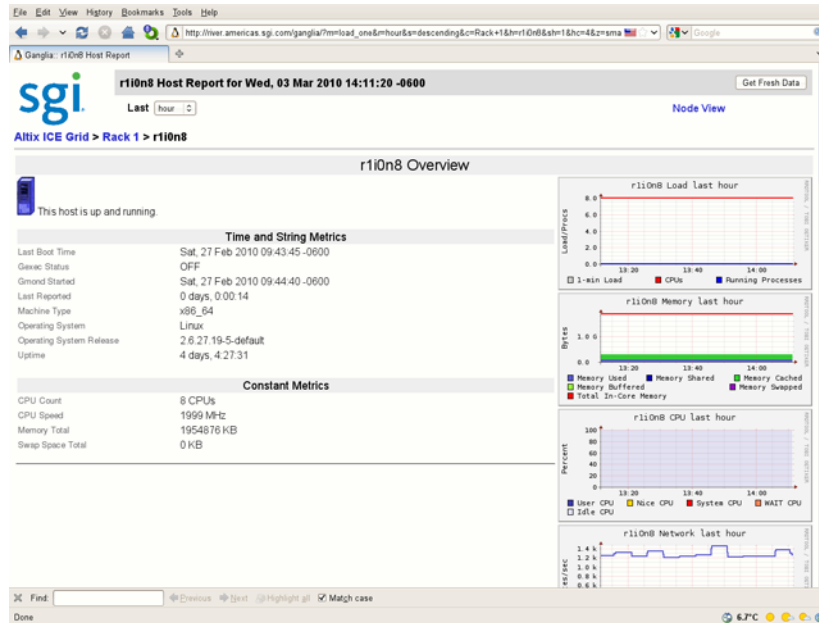 File Edit View History Bookmarks Tools Help
http://river.americas.sgi.com/ganglia/?m=load_one&r=hour&s=descending&c=Rack+1&h=r1i0n8&sh=1&hc=4&z=sma
Google
Ganglia:: r1i0n8 Host Report
sgi
r1i0n8 Host Report for Wed, 03 Mar 2010 14:11:20 -0600
Get Fresh Data
Last hour
Node View
Altix ICE Grid > Rack 1 > r1i0n8
r1i0n8 Overview
This host is up and running.
Time and String Metrics
Last Boot Time Sat, 27 Feb 2010 09:43:45 -0600
Gexec Status OFF
Gmond Started Sat, 27 Feb 2010 09:44:40 -0600
Last Reported 0 days, 0:00:14
Machine Type x86_64
Operating System Linux
Operating System Release 2.6.27.19-5-default
Uptime 4 days, 4:27:31
Constant Metrics
CPU Count 8 CPUs
CPU Speed 1999 MHz
Memory Total 1954876 KB
Swap Space Total 0 KB
r1i0n8 Load last hour
Load/Procs
8.0
6.0
4.0
2.0
0.0
13:20 13:40 14:00
1-min Load CPUs Running Processes
r1i0n8 Memory last hour
Bytes
1.0 G
0.0
13:20 13:40 14:00
Memory Used Memory Shared Memory Cached
Memory Buffered Memory Swapped
Total In-Core Memory
r1i0n8 CPU last hour
Percent
100
80
60
40
20
0
13:20 13:40 14:00
User CPU Nice CPU System CPU WAIT CPU
Idle CPU
r1i0n8 Network last hour
1.4 k
1.2 k
1.0 k
0.8 k
0.6 k
es/sec
Find: Previous Next Highlight all Match case
Done
6.7°C